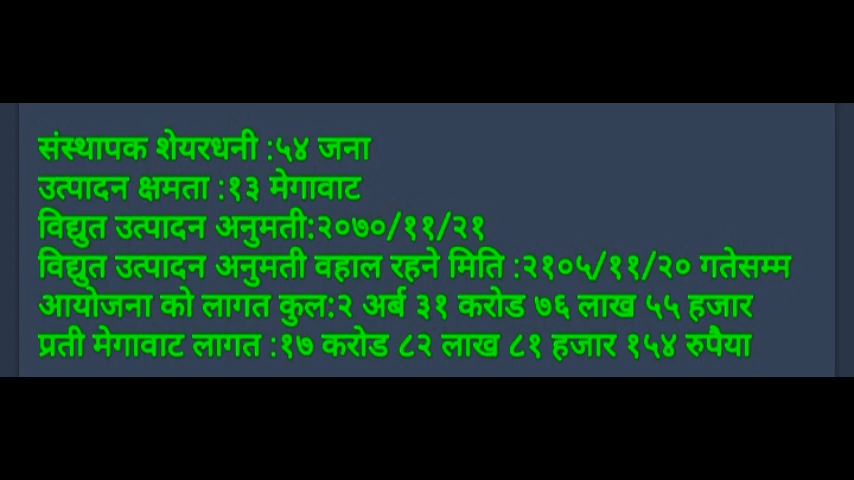 संस्थापक शेयरधनी :५४ जना
उत्पादन क्षमता :१३ मेगावाट
विद्युत उत्पादन अनुमती:२०७०/११/२१
विद्युत उत्पादन अनुमती वहाल रहने मिति :२१०५/११/२० गतेसम्म
आयोजना को लागत कुल:२ अर्ब ३१ करोड ७६ लाख ५५ हजार
प्रती मेगावाट लागत :१७ करोड ८२ लाख ८१ हजार १५४ रुपैया